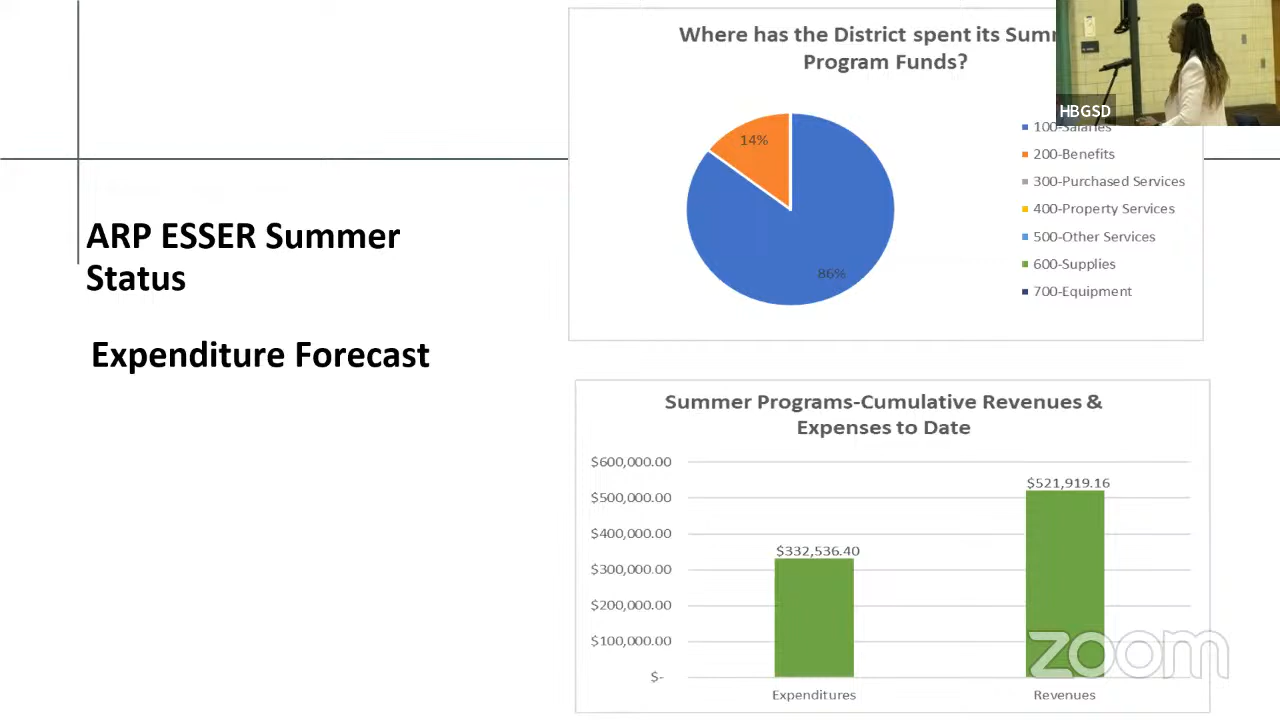 ARP ESSER Summer
Status
Expenditure Forecast
Where has the District spent its Summ
Program Funds?
14%
86%
100-Salaries
200-Benefits
300-Purchased Services
400-Property Services
500-Other Services
600-Supplies
700-Equipment
HBGSD
Summer Programs-Cumulative Revenues &
Expenses to Date
$600,000.00
$500,000.00
$400,000.00
$300,000.00
$200,000.00
$100,000.00
$-
$332,536.40
$521,919.16
Expenditures
Revenues
zoom